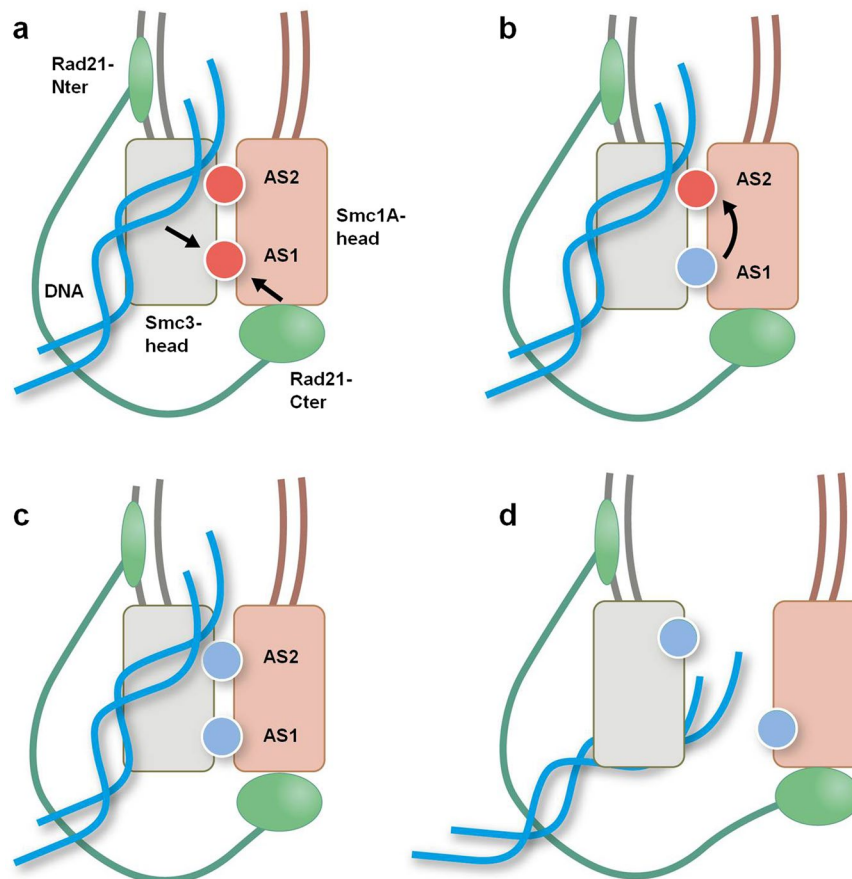 a
Rad21-
Nter
AS2
Smc1A-
head
AS1
DNA
Smc3-
head
Rad21-
Cter
b
AS2
AS1
c
AS2
AS1
d